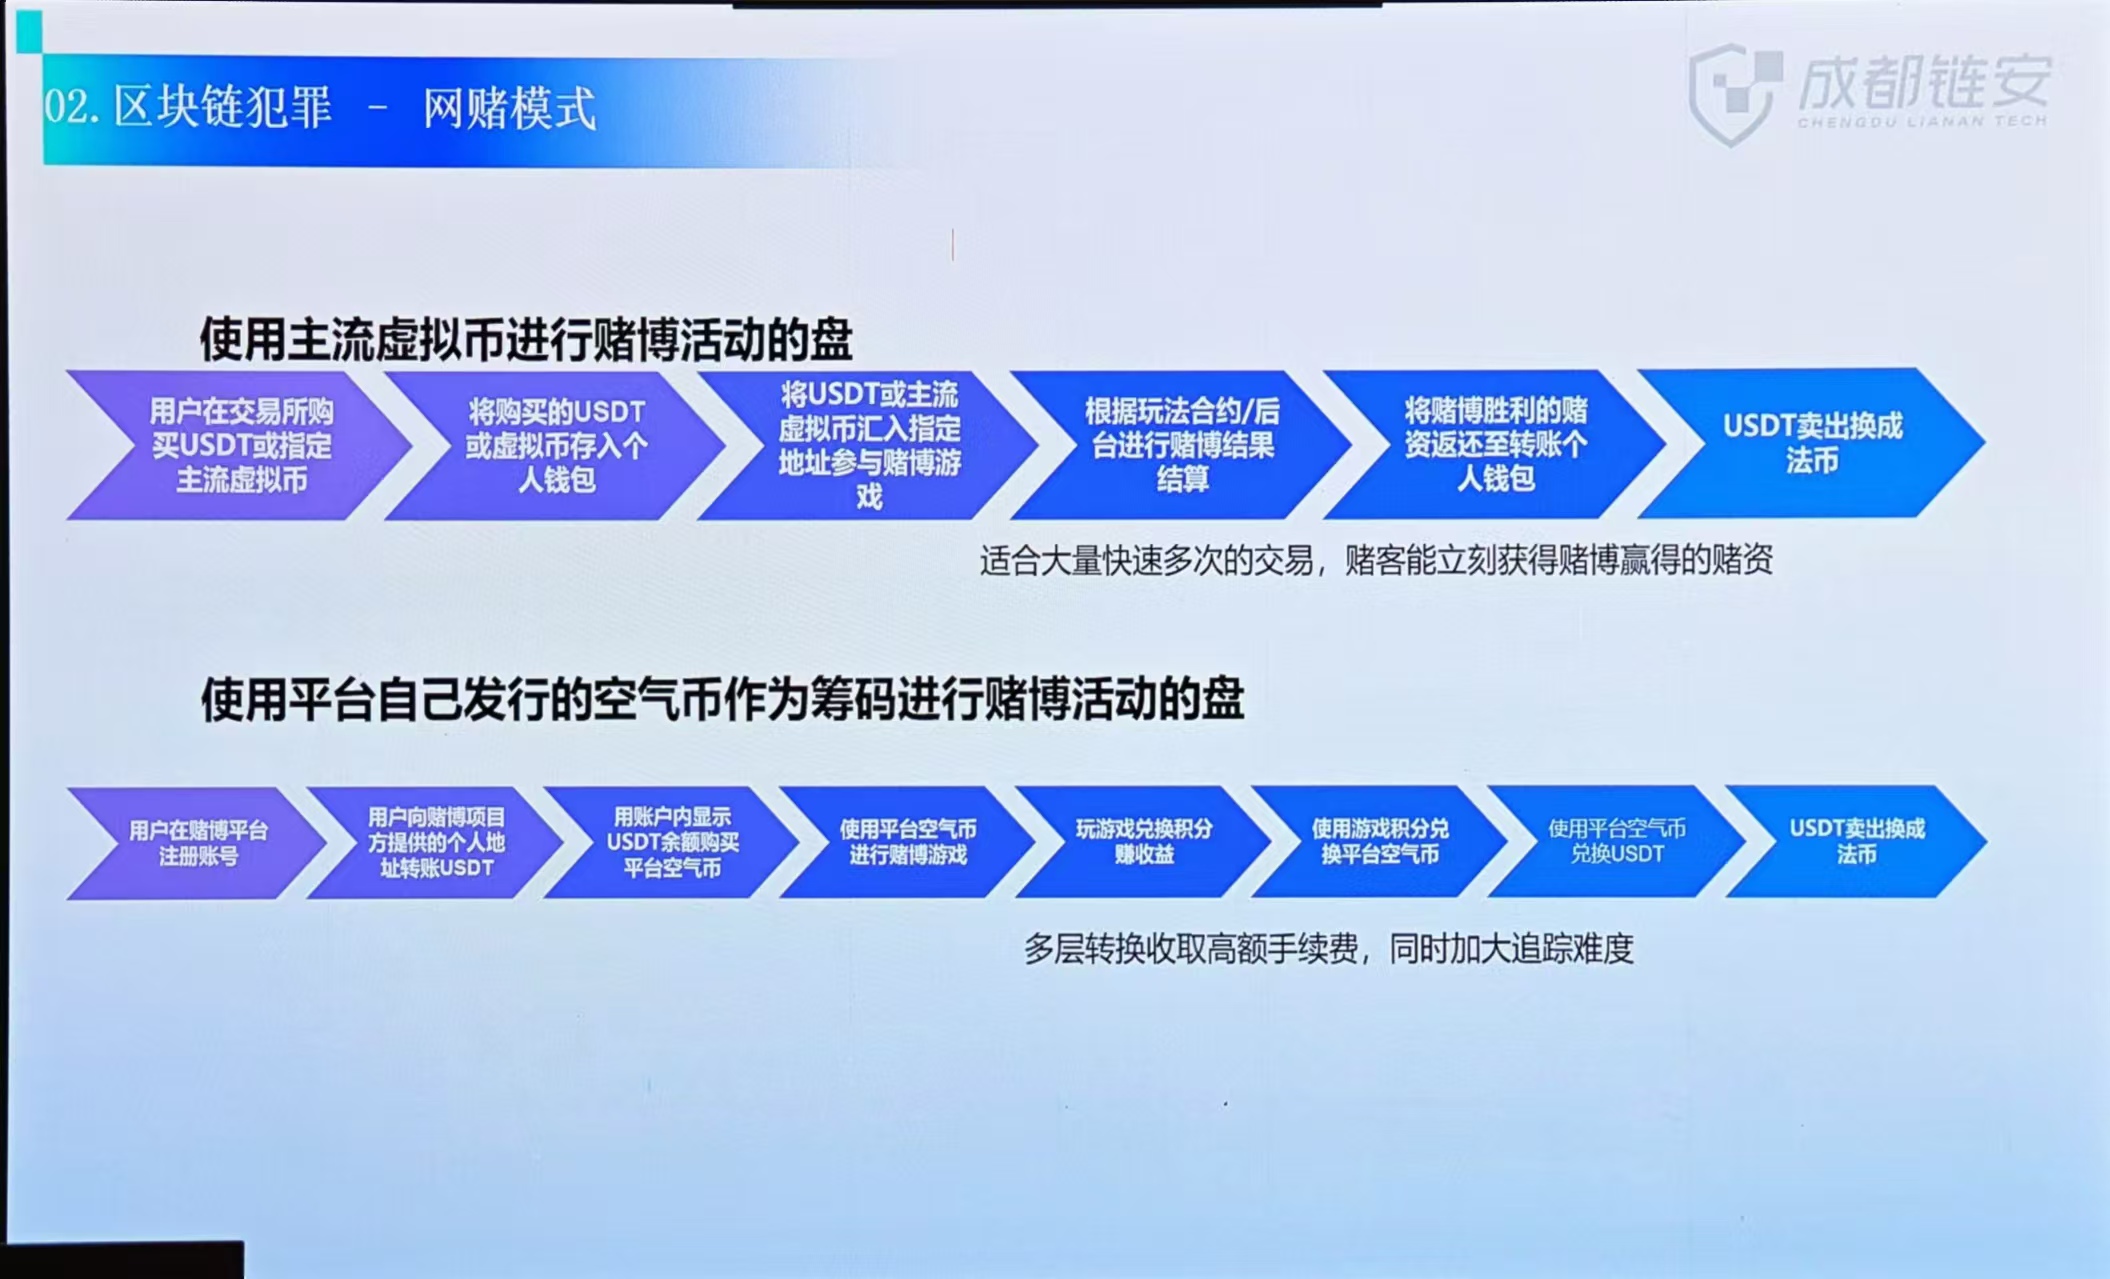 02.区块链犯罪 - 网赌模式
成都链安
CHENGDU LIANAN TECH
使用主流虚拟币进行赌博活动的盘
用户在交易所购
买USDT或指定
主流虚拟币
将购买的USDT
或虚拟币存入个
人钱包
将USDT或主流
虚拟币汇入指定
地址参与赌博游
戏
根据玩法合约/后
台进行赌博结果
结算
将赌博胜利的赌
资返还至转账个
人钱包
USDT卖出换成
法币
适合大量快速多次的交易，赌客能立刻获得赌博赢得的赌资
使用平台自己发行的空气币作为筹码进行赌博活动的盘
用户在赌博平台
注册账号
用户向赌博项目
方提供的个人地
址转账USDT
用账户内显示
USDT余额购买
平台空气币
使用平台空气币
进行赌博游戏
玩游戏兑换积分
赚收益
使用游戏积分兑
换平台空气币
使用平台空气币
兑换USDT
USDT卖出换成
法币
多层转换收取高额手续费，同时加大追踪难度